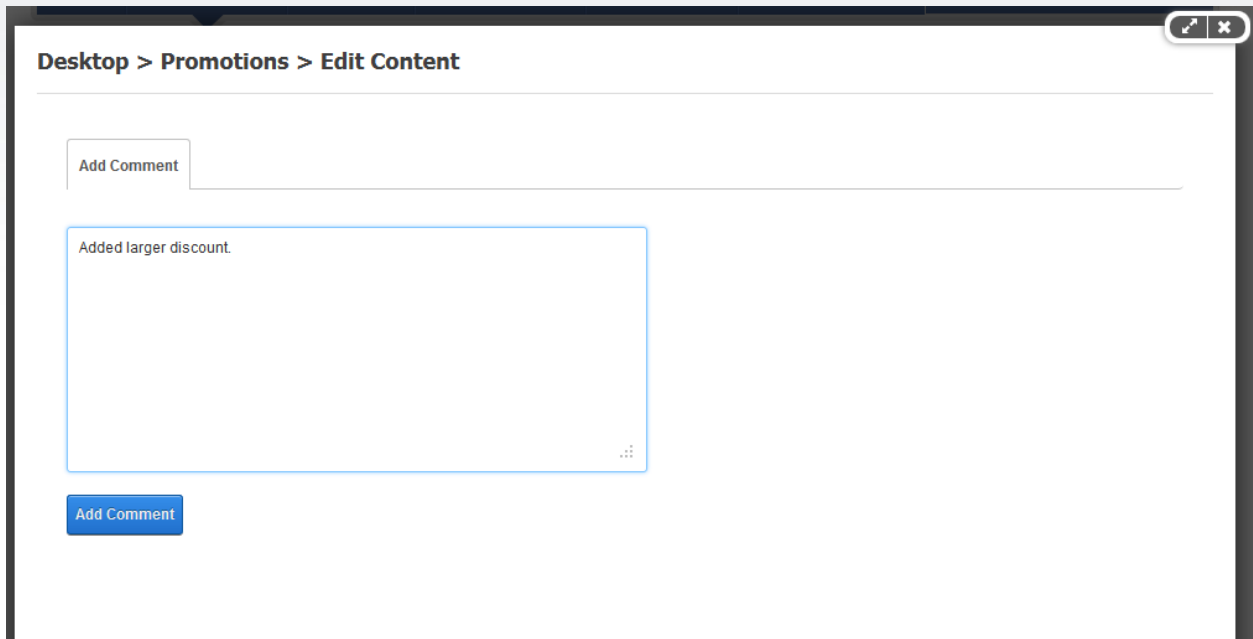 Desktop > Promotions > Edit Content
Add Comment
Added larger discount.
Add Comment